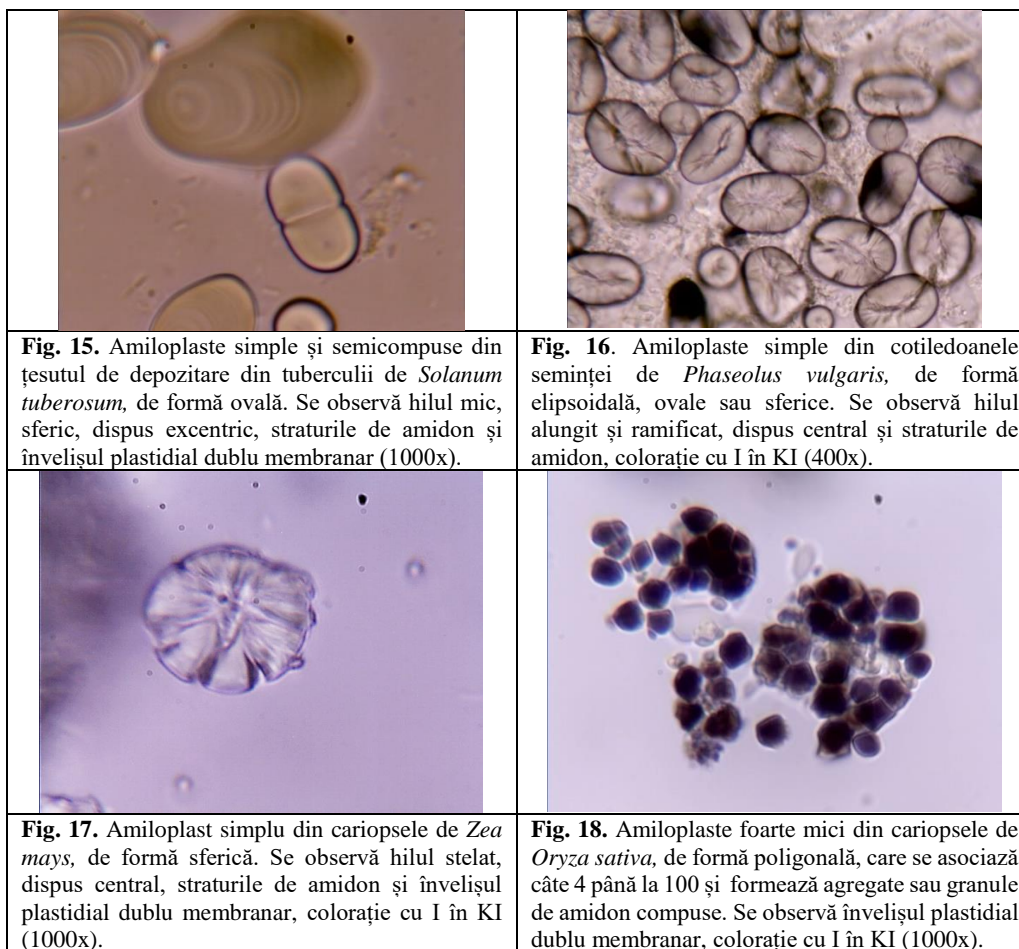 Fig. 15. Amiloplaste simple și semicompuse din
țesutul de depozitare din tuberculii de Solanum
tuberosum, de formă ovală. Se observă hilul mic,
sferic, dispus excentric, straturile de amidon și
învelișul plastidial dublu membranar (1000x).
Fig. 16. Amiloplaste simple din cotiledoanele
seminței de Phaseolus vulgaris, de formă
elipsoidală, ovale sau sferice. Se observă hilul
alungit și ramificat, dispus central și straturile de
amidon, colorație cu I în KI (400x).
Fig. 17. Amiloplast simplu din cariopsele de Zea
mays, de formă sferică. Se observă hilul stelat,
dispus central, straturile de amidon și învelișul
plastidial dublu membranar, colorație cu I în KI
(1000x).
Fig. 18. Amiloplaste foarte mici din cariopsele de
Oryza sativa, de formă poligonală, care se asociază
câte 4 până la 100 și formează agregate sau granule
de amidon compuse. Se observă învelișul plastidial
dublu membranar, colorație cu I în KI (1000x).